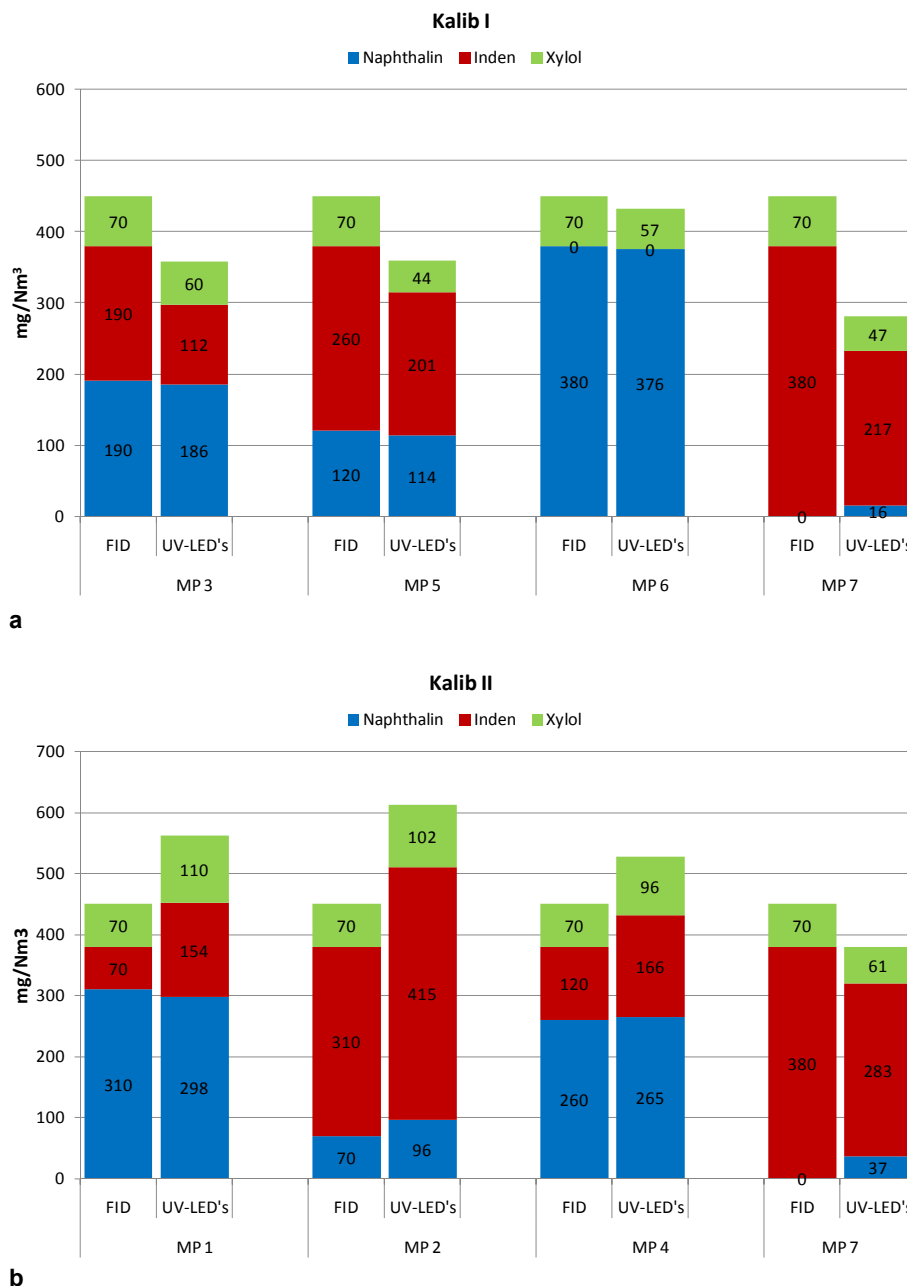 Kalib I
Naphthalin Inden Xylol
600
500
400
300
200
100
0
mg/Nm³
70 70 70 57 70
60 44 0 0 47
190 112 260 201 380 217
190 186 120 114 380 376 0 16
FID UV-LED's FID UV-LED's FID UV-LED's FID UV-LED's
MP 3 MP 5 MP 6 MP 7
a
Kalib II
Naphthalin Inden Xylol
700
600
500
400
300
200
100
0
mg/Nm3
70 110 70 102 70 96 70 61
70 154 310 415 120 166 380 283
310 298 70 96 260 265 0 37
FID UV-LED's FID UV-LED's FID UV-LED's FID UV-LED's
MP 1 MP 2 MP 4 MP 7
b